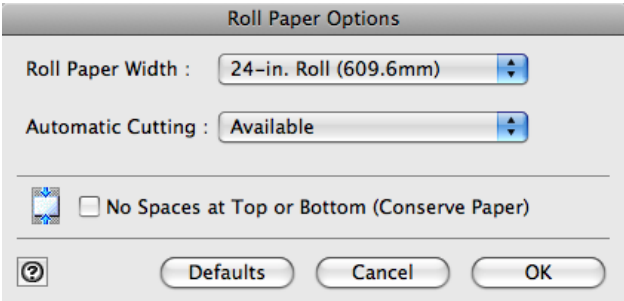 Roll Paper Options
Roll Paper Width : 24-in. Roll (609.6mm)
Automatic Cutting : Available
No Spaces at Top or Bottom (Conserve Paper)
? Defaults Cancel OK